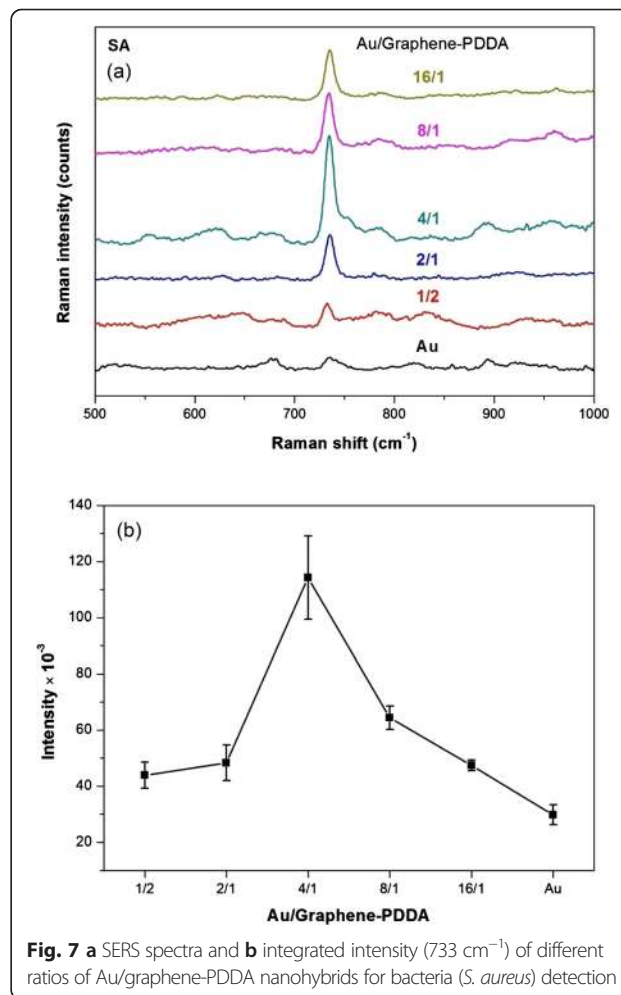 SA
Au/Graphene-PDDA
(a)
16/1
8/1
4/1
2/1
1/2
Au
Raman intensity (counts)
500 600 700 800 900 1000
Raman shift (cm⁻¹)
(b)
140
120
100
80
60
40
20
Intensity × 10⁻³
1/2 2/1 4/1 8/1 16/1 Au
Au/Graphene-PDDA
Fig. 7 a SERS spectra and b integrated intensity (733 cm⁻¹) of different
ratios of Au/graphene-PDDA nanohybrids for bacteria (S. aureus) detection